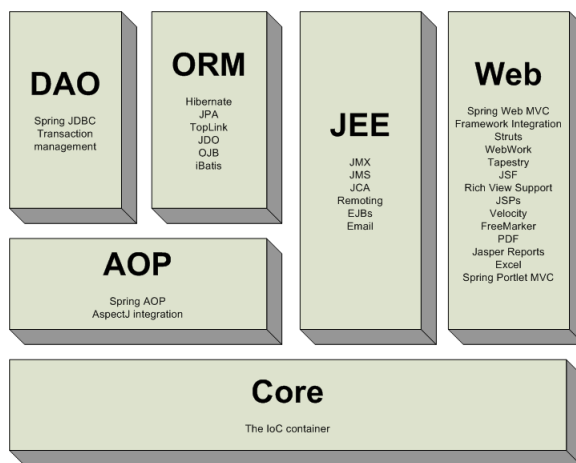 DAO
Spring JDBC
Transaction
management
ORM
Hibernate
JPA
TopLink
JDO
OJB
iBatis
JEE
JMX
JMS
JCA
Remoting
EJBs
Email
Web
Spring Web MVC
Framework Integration
Struts
WebWork
Tapestry
JSF
Rich View Support
JSPs
Velocity
FreeMarker
PDF
Jasper Reports
Excel
Spring Portlet MVC
AOP
Spring AOP
AspectJ integration
Core
The IoC container